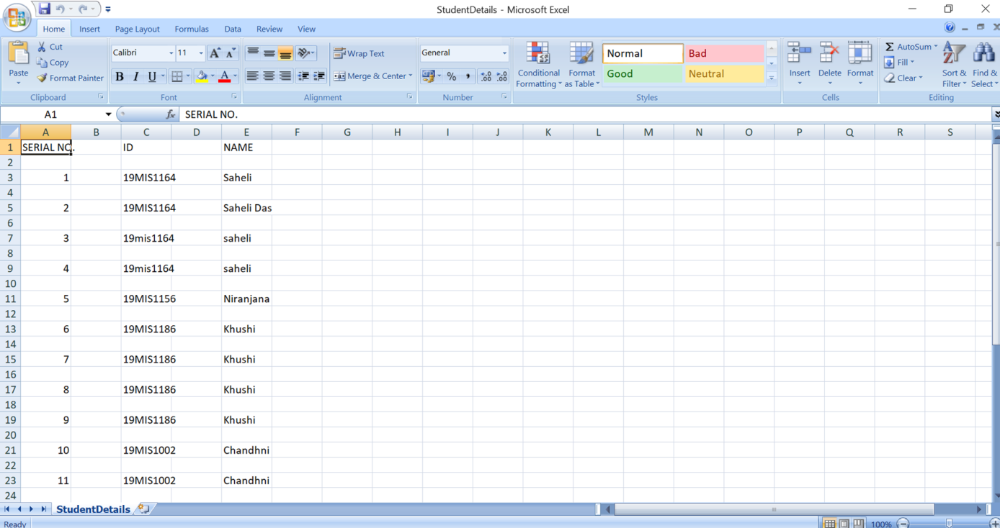 StudentDetails - Microsoft Excel
Home Insert Page Layout Formulas Data Review View
Paste
Cut
Copy
Format Painter
Clipboard
Calibri 11
B I U
Font
Wrap Text
Merge & Center
Alignment
General
%
Number
Conditional Formatting
Format as Table
Normal Bad
Good Neutral
Styles
Insert Delete Format
Cells
Σ AutoSum
Fill
Clear
Sort & Filter
Find & Select
Editing
A1 fx SERIAL NO.
A B C D E F G H I J K L M N O P Q R S
1 SERIAL NO. ID NAME
2
3 1 19MIS1164 Saheli
4
5 2 19MIS1164 Saheli Das
6
7 3 19mis1164 saheli
8
9 4 19mis1164 saheli
10
11 5 19MIS1156 Niranjana
12
13 6 19MIS1186 Khushi
14
15 7 19MIS1186 Khushi
16
17 8 19MIS1186 Khushi
18
19 9 19MIS1186 Khushi
20
21 10 19MIS1002 Chandhni
22
23 11 19MIS1002 Chandhni
24
StudentDetails
Ready 100%